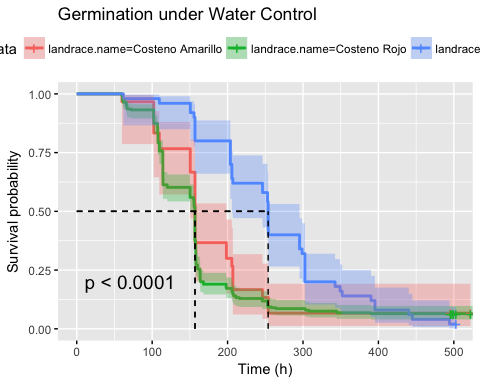 Germination under Water Control
ata landrace.name=Costeno Amarillo landrace.name=Costeno Rojo landrace
1.00
0.75
0.50
0.25
0.00
Survival probability
p < 0.0001
0 100 200 300 400 500
Time (h)